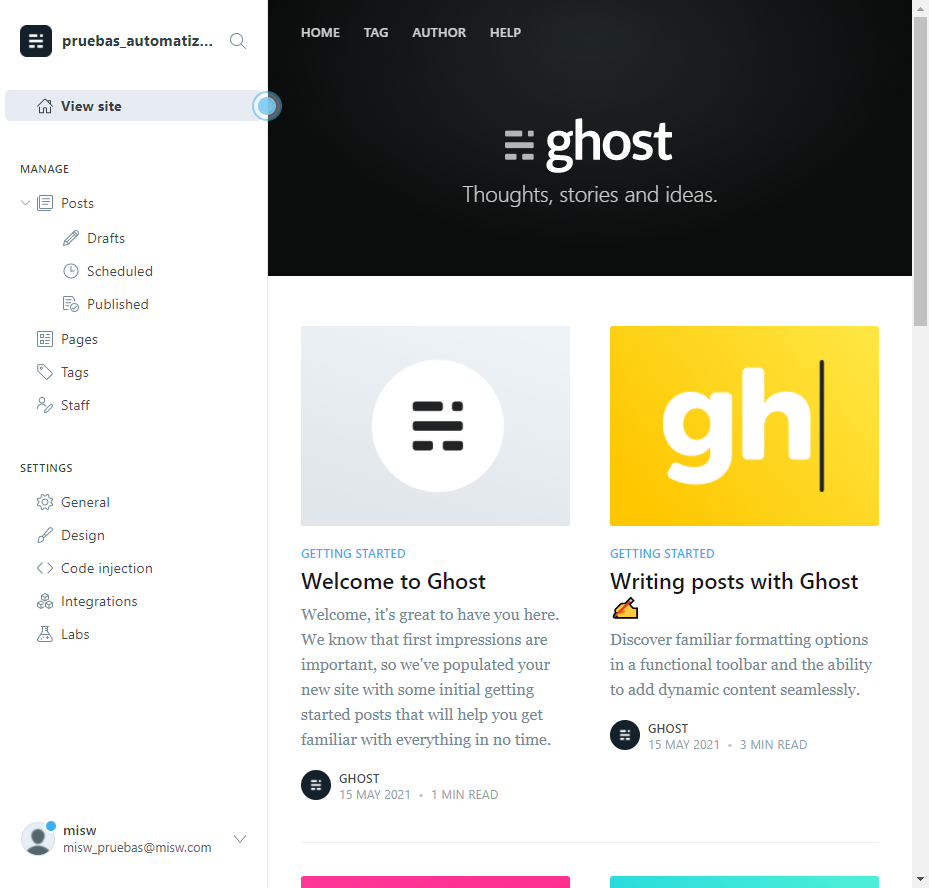 pruebas_automatiz...
View site
MANAGE
Posts
Drafts
Scheduled
Published
Pages
Tags
Staff
SETTINGS
General
Design
Code injection
Integrations
Labs
misw
misw_pruebas@misw.com
HOME TAG AUTHOR HELP
ghost
Thoughts, stories and ideas.
GETTING STARTED
Welcome to Ghost
Welcome, it's great to have you here.
We know that first impressions are
important, so we've populated your
new site with some initial getting
started posts that will help you get
familiar with everything in no time.
GHOST
15 MAY 2021 • 1 MIN READ
gh
GETTING STARTED
Writing posts with Ghost
✍️
Discover familiar formatting options
in a functional toolbar and the ability
to add dynamic content seamlessly.
GHOST
15 MAY 2021 • 3 MIN READ